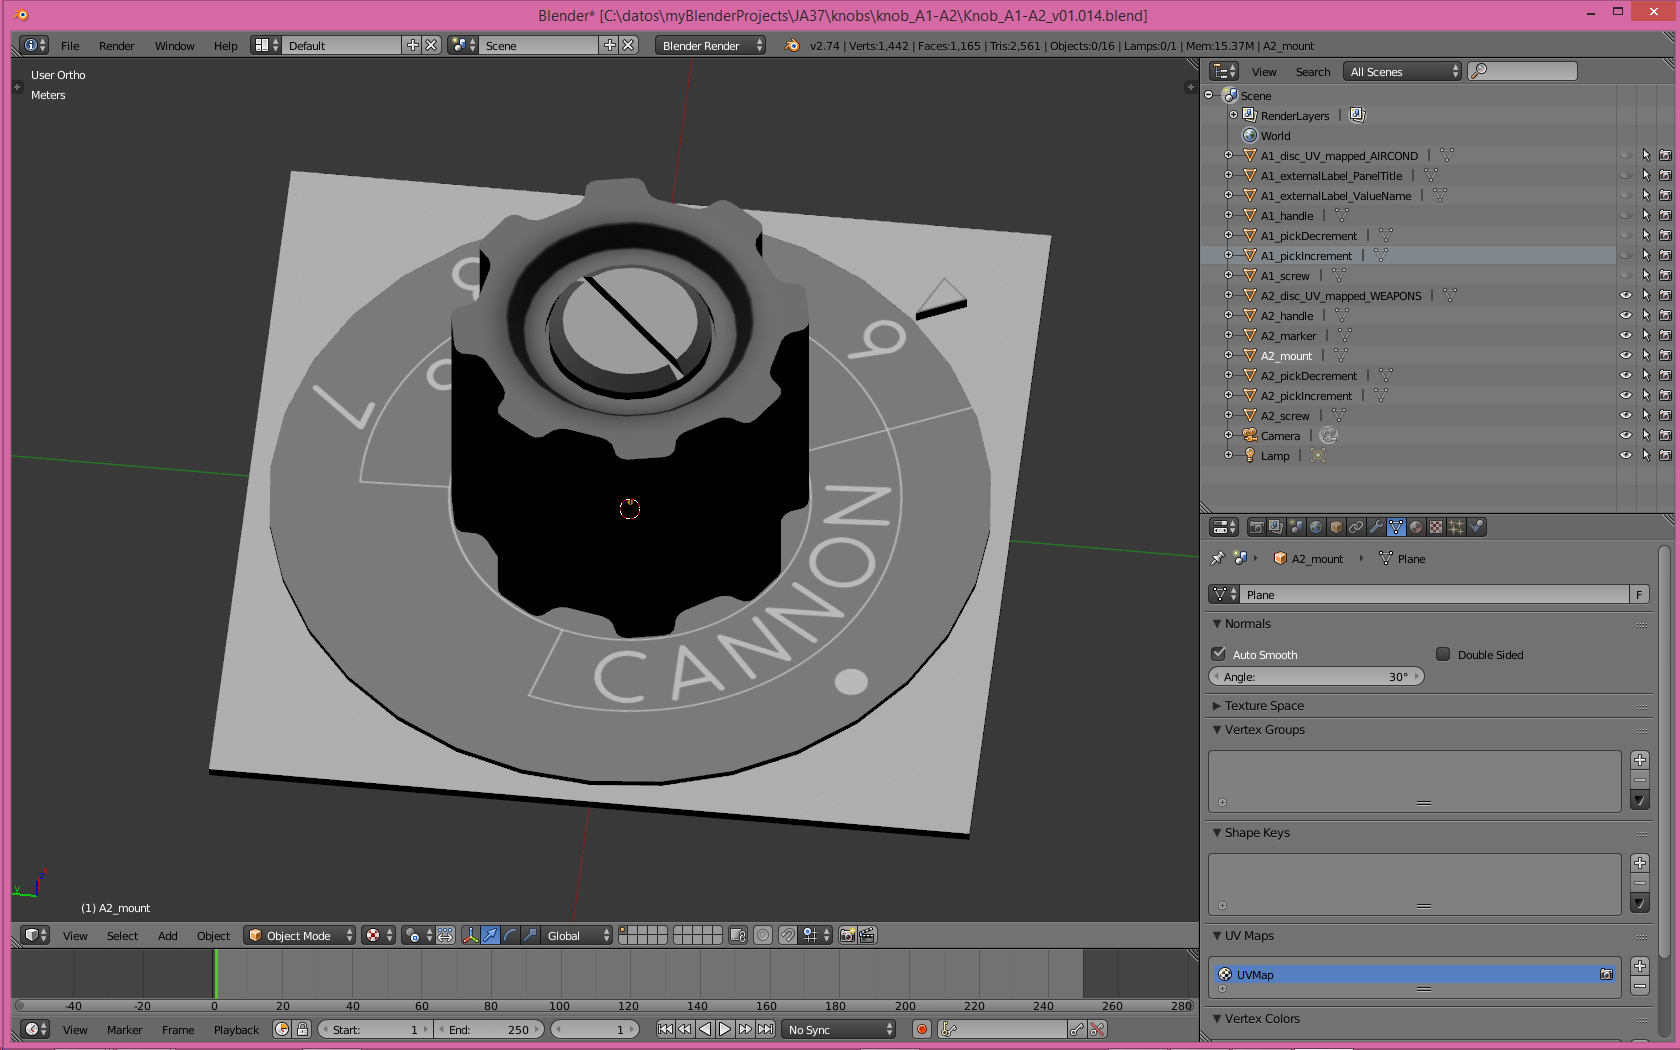 Blender* [C:\datos\myBlenderProjects\JA37\knobs\knob_A1-A2\Knob_A1-A2_v01.014.blend]
File Render Window Help Default Scene Blender Render v2.74 | Verts:1,442 | Faces:1,165 | Tris:2,561 | Objects:0/16 | Lamps:0/1 | Mem:15.37M | A2_mount
User Ortho
Meters
View Search All Scenes
Scene
RenderLayers
World
A1_disc_UV_mapped_AIRCOND
A1_externalLabel_PanelTitle
A1_externalLabel_ValueName
A1_handle
A1_pickDecrement
A1_pickIncrement
A1_screw
A2_disc_UV_mapped_WEAPONS
A2_handle
A2_marker
A2_mount
A2_pickDecrement
A2_pickIncrement
A2_screw
Camera
Lamp
CANNON
A2_mount Plane
Plane F
Normals
Auto Smooth Double Sided
Angle: 30°
Texture Space
Vertex Groups
Shape Keys
UV Maps
UVMap
Vertex Colors
y z
(1) A2_mount
View Select Add Object Object Mode Global
-40 -20 0 20 40 60 80 100 120 140 160 180 200 220 240 260 280
View Marker Frame Playback Start: 1 End: 250 1 No Sync